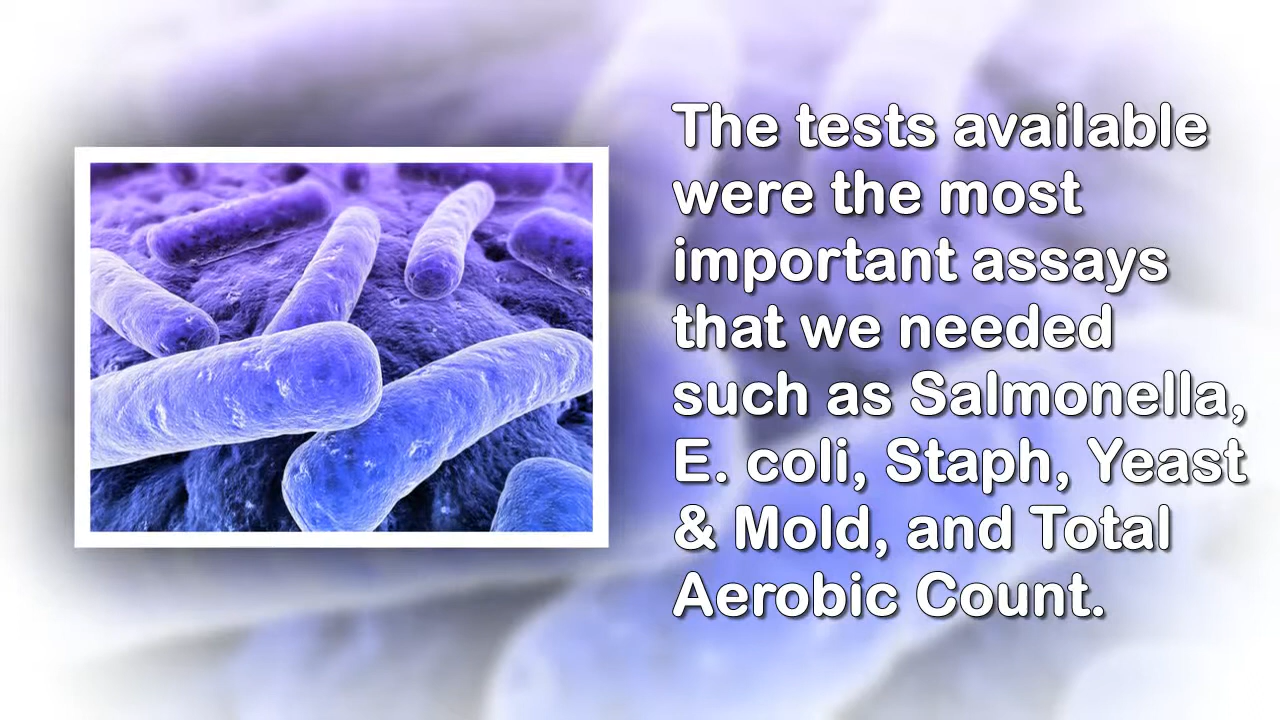 The tests available
were the most
important assays
that we needed
such as Salmonella,
E. coli, Staph, Yeast
& Mold, and Total
Aerobic Count.